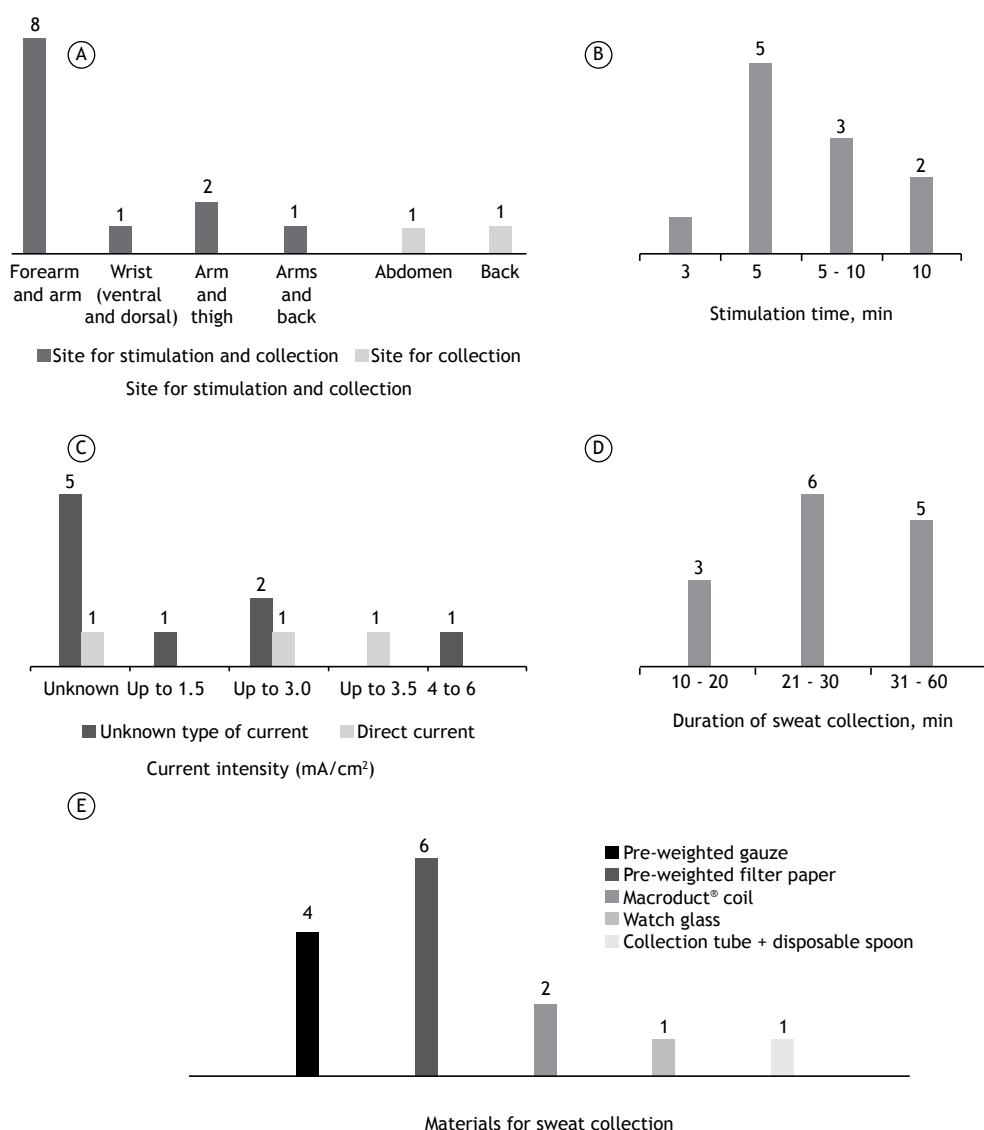 A
8
1
2
1
1
1
Forearm and arm
Wrist (ventral and dorsal)
Arm and thigh
Arms and back
Abdomen
Back
Site for stimulation and collection
Site for collection
Site for stimulation and collection
B
5
3
2
3
5
5 - 10
10
Stimulation time, min
C
5
1
1
2
1
1
1
Unknown
Up to 1.5
Up to 3.0
Up to 3.5
4 to 6
Unknown type of current
Direct current
Current intensity (mA/cm²)
D
3
6
5
10 - 20
21 - 30
31 - 60
Duration of sweat collection, min
E
4
6
2
1
1
Pre-weighted gauze
Pre-weighted filter paper
Macroduct® coil
Watch glass
Collection tube + disposable spoon
Materials for sweat collection